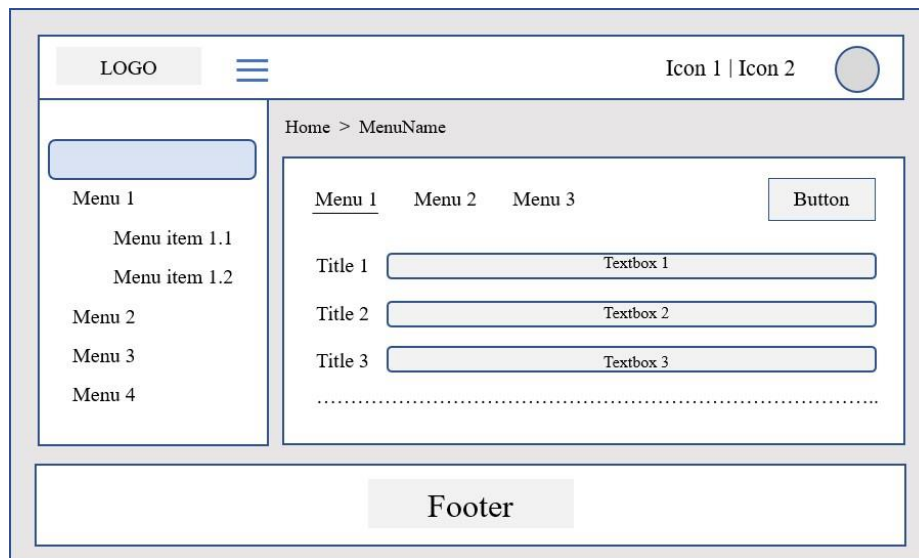 LOGO
Icon 1 | Icon 2
Home > MenuName
Menu 1
Menu item 1.1
Menu item 1.2
Menu 2
Menu 3
Menu 4
Menu 1 Menu 2 Menu 3 Button
Title 1 Textbox 1
Title 2 Textbox 2
Title 3 Textbox 3
Footer